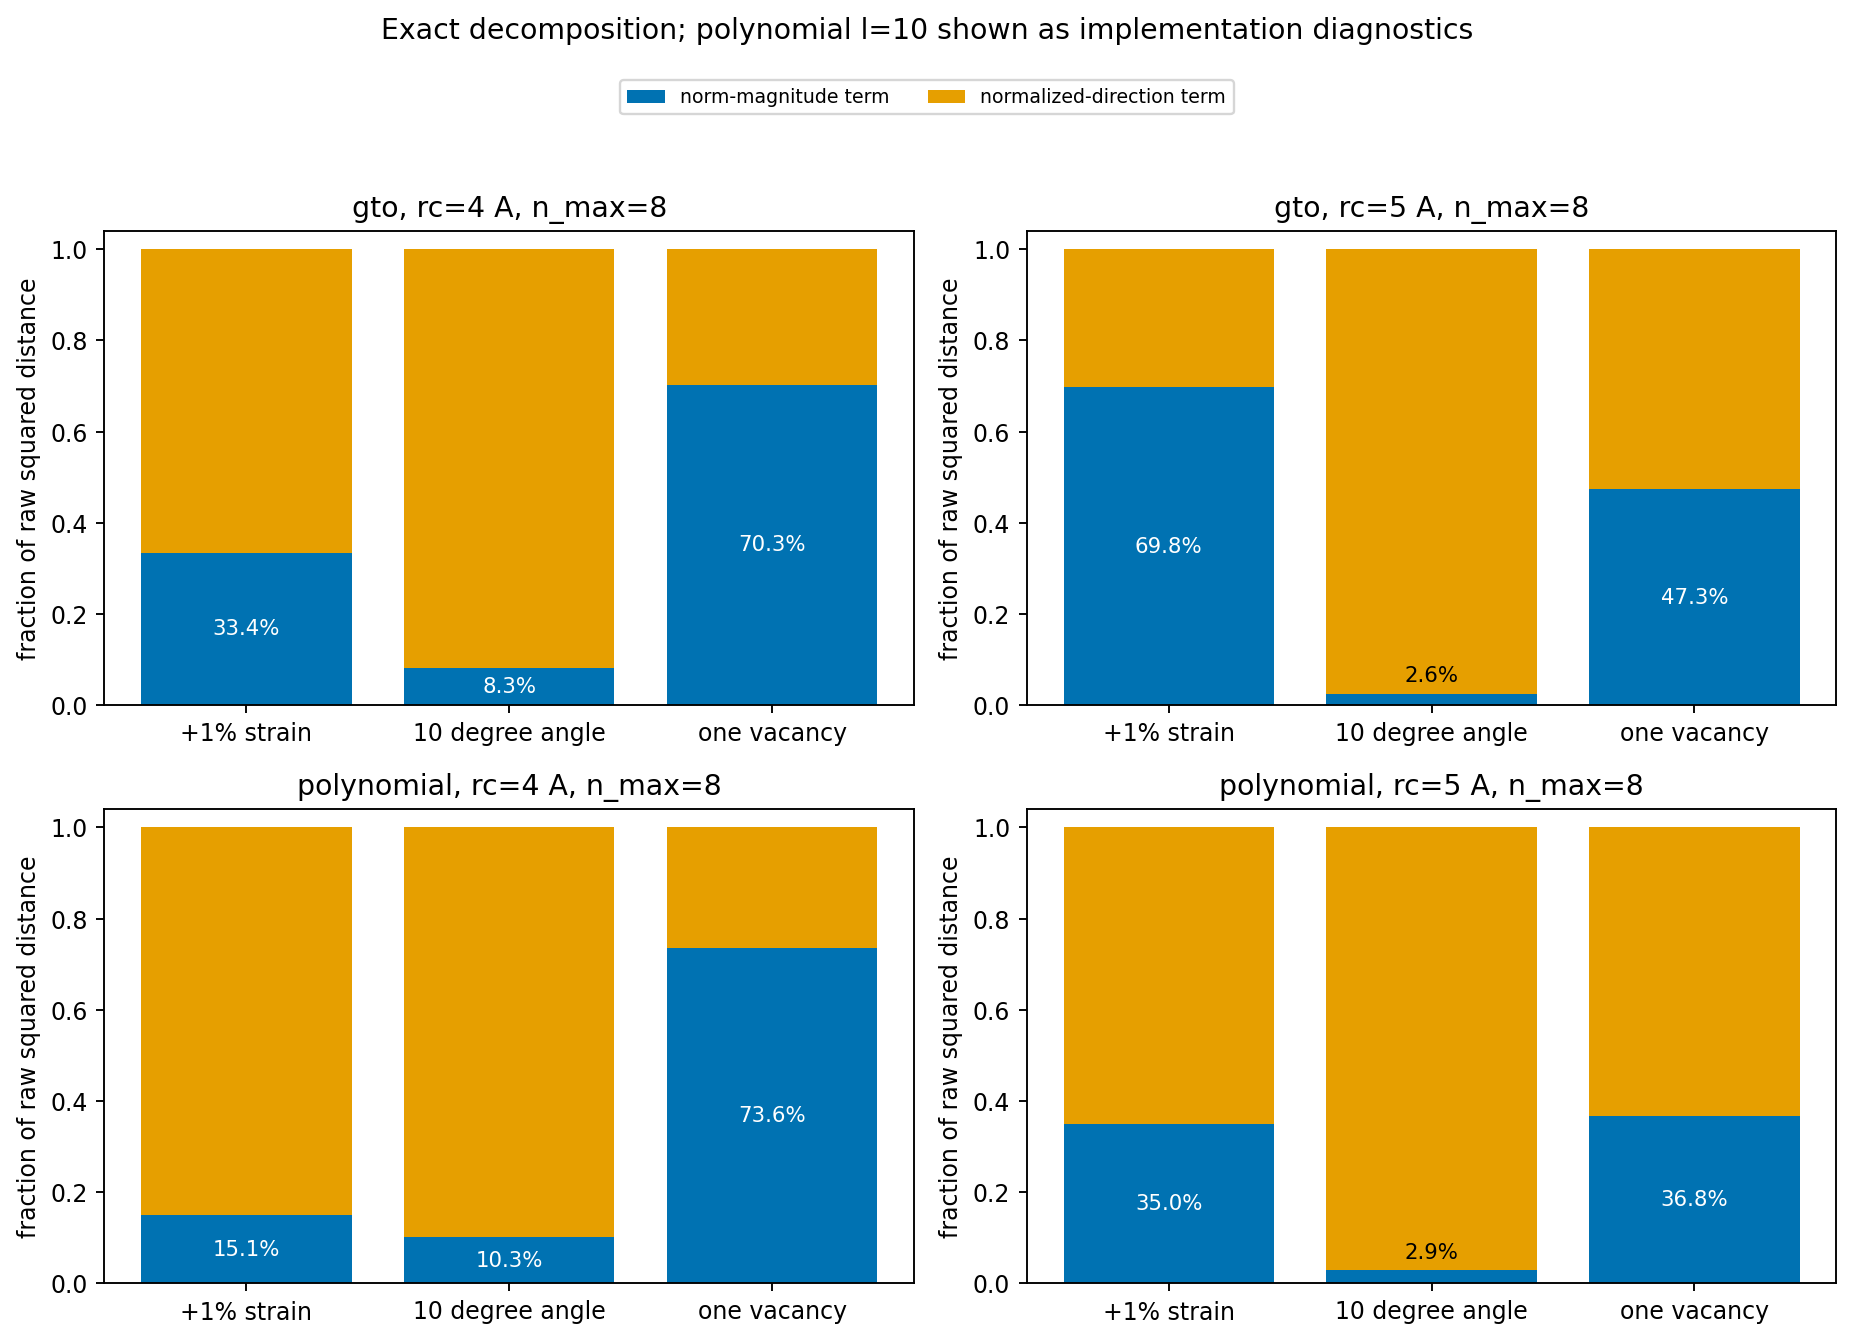 Exact decomposition; polynomial l=10 shown as implementation diagnostics
norm-magnitude term
normalized-direction term
gto, rc=4 A, n_max=8
fraction of raw squared distance
1.0
0.8
0.6
0.4
0.2
0.0
33.4%
8.3%
70.3%
+1% strain
10 degree angle
one vacancy
gto, rc=5 A, n_max=8
fraction of raw squared distance
1.0
0.8
0.6
0.4
0.2
0.0
69.8%
2.6%
47.3%
+1% strain
10 degree angle
one vacancy
polynomial, rc=4 A, n_max=8
fraction of raw squared distance
1.0
0.8
0.6
0.4
0.2
0.0
15.1%
10.3%
73.6%
+1% strain
10 degree angle
one vacancy
polynomial, rc=5 A, n_max=8
fraction of raw squared distance
1.0
0.8
0.6
0.4
0.2
0.0
35.0%
2.9%
36.8%
+1% strain
10 degree angle
one vacancy